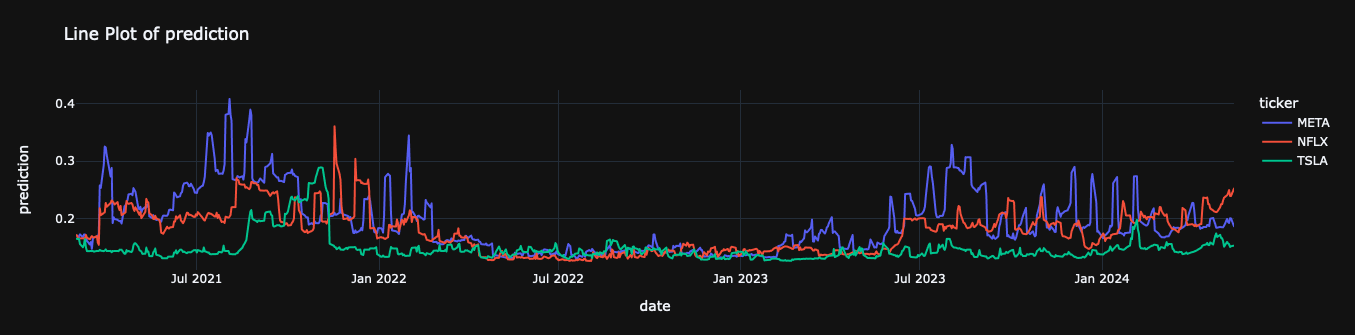 Line Plot of prediction
prediction
0.4
0.3
0.2
Jul 2021
Jan 2022
Jul 2022
Jan 2023
Jul 2023
Jan 2024
date
ticker
META
NFLX
TSLA